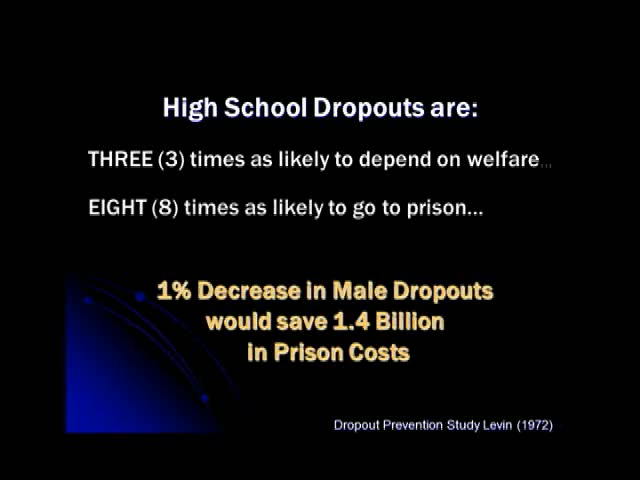 High School Dropouts are:
THREE (3) times as likely to depend on welfare...
EIGHT (8) times as likely to go to prison...
1% Decrease in Male Dropouts
would save 1.4 Billion
in Prison Costs
Dropout Prevention Study Levin (1972)